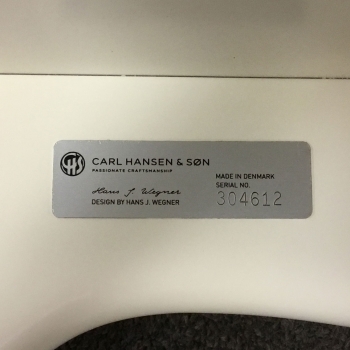 CARL HANSEN & SØN
PASSIONATE CRAFTSMANSHIP
Hans J. Wegner
DESIGN BY HANS J. WEGNER
MADE IN DENMARK
SERIAL NO.
304612